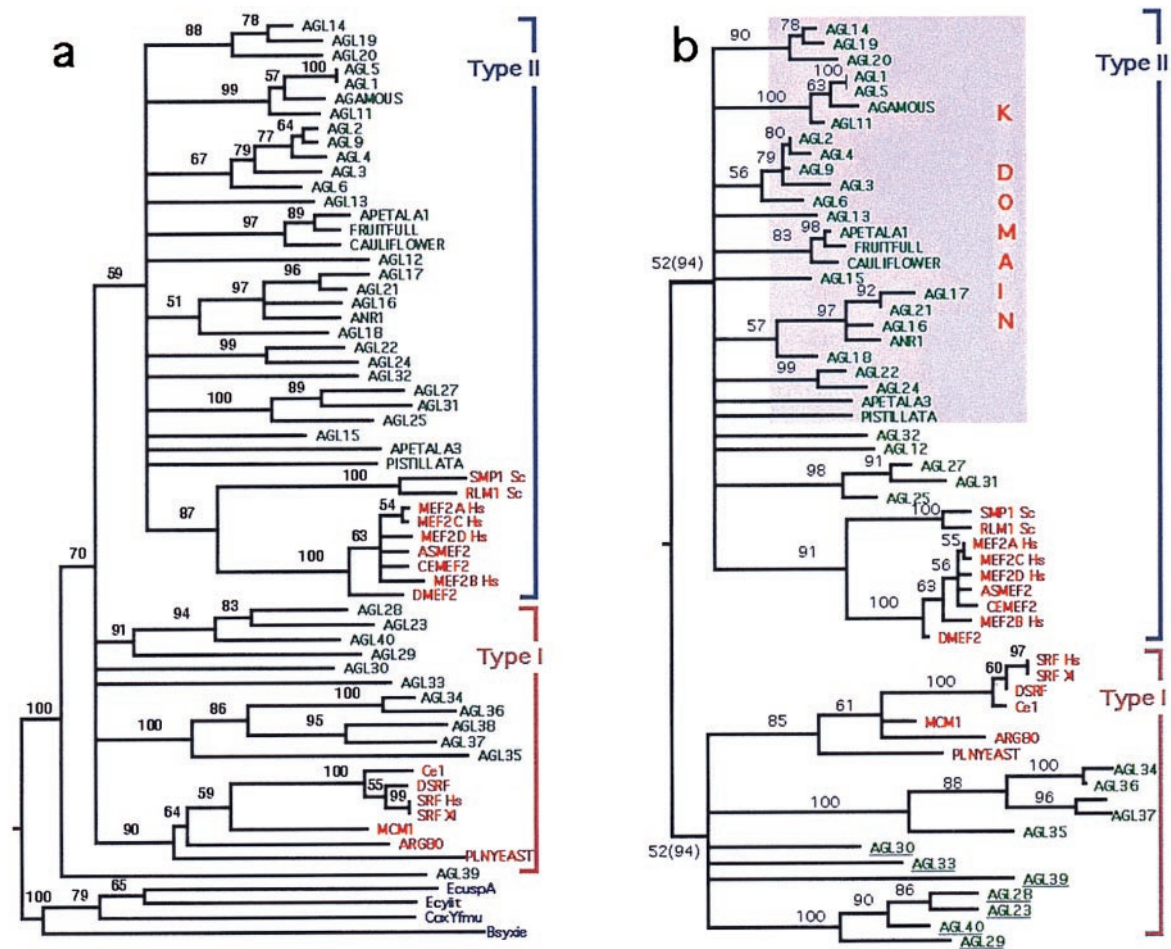 a
Type II
88
78
AGL14
AGL19
AGL20
99
57
100
AGL5
AGL1
AGAMOUS
AGL11
67
79
77
64
AGL2
AGL9
AGL4
AGL3
AGL6
AGL13
97
89
APETALA1
FRUITFULL
CAULIFLOWER
59
AGL12
51
97
96
AGL17
AGL21
AGL16
ANR1
AGL18
99
AGL22
AGL24
AGL32
100
89
AGL27
AGL31
AGL25
AGL15
APETALA3
PISTILLATA
87
100
SMP1 Sc
RLM1 Sc
100
63
54
MEF2A Hs
MEF2C Hs
MEF2D Hs
ASMEF2
CEMEF2
MEF2B Hs
DMEF2
70
Type I
91
94
83
AGL28
AGL23
AGL40
AGL29
AGL30
AGL33
100
86
100
AGL34
AGL36
95
AGL38
AGL37
AGL35
90
64
59
100
Ce1
55
DSRF
99
SRF Hs
SRF Xl
MCM1
ARG80
PLNYEAST
100
AGL39
100
79
65
EcuspA
Ecyiit
CoxYfmu
Bsyxie
b
Type II
K DOMAIN
90
78
AGL14
AGL19
AGL20
100
63
100
AGL1
AGL5
AGAMOUS
AGL11
56
79
80
AGL2
AGL4
AGL9
AGL3
AGL6
AGL13
83
98
APETALA1
FRUITFULL
CAULIFLOWER
52(94)
AGL15
57
97
92
AGL17
AGL21
AGL16
ANR1
AGL18
99
AGL22
AGL24
APETALA3
PISTILLATA
AGL32
AGL12
98
91
AGL27
AGL31
AGL25
91
100
SMP1 Sc
RLM1 Sc
100
63
56
55
MEF2A Hs
MEF2C Hs
MEF2D Hs
ASMEF2
CEMEF2
MEF2B Hs
DMEF2
Type I
85
61
100
60
97
SRF Hs
SRF Xl
DSRF
Ce1
MCM1
ARG80
PLNYEAST
100
88
100
AGL34
AGL36
96
AGL37
AGL35
52(94)
AGL30
AGL33
AGL39
100
90
86
AGL28
AGL23
AGL40
AGL29